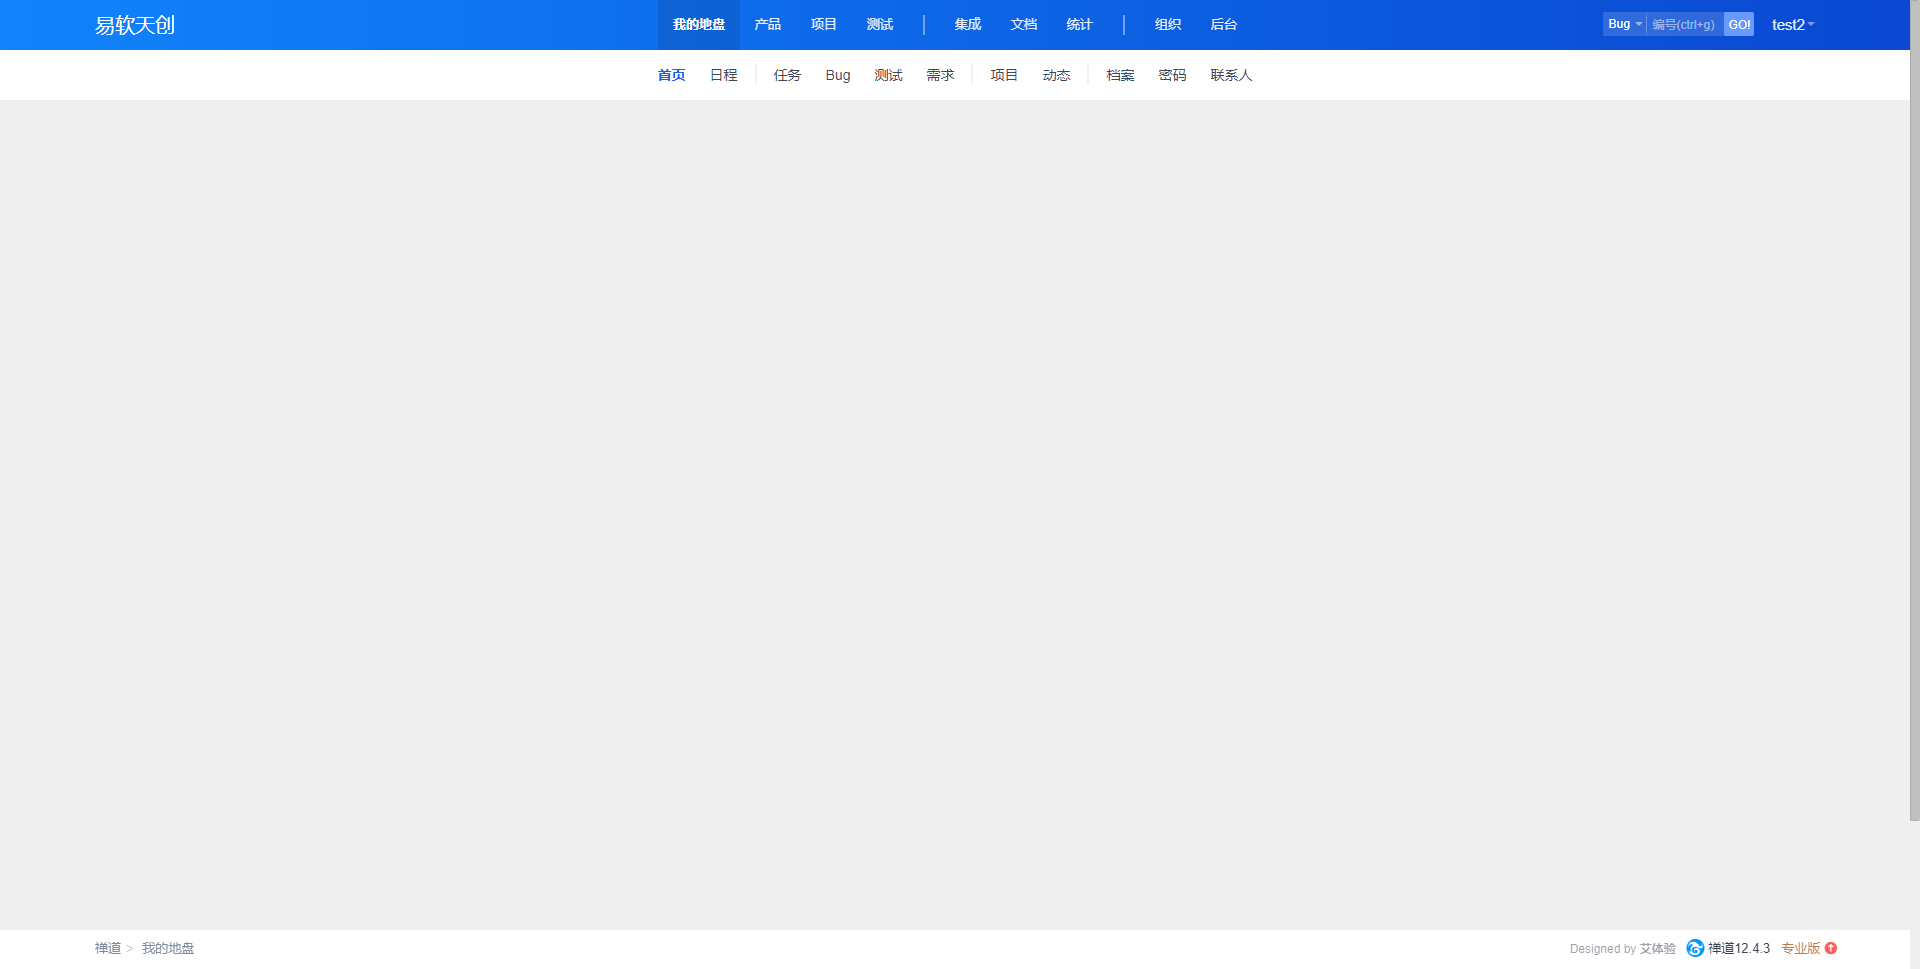 易软天创 我的地盘 产品 项目 测试 集成 文档 统计 组织 后台 Bug 编号(ctrl+g) GO! test2
首页 日程 任务 Bug 测试 需求 项目 动态 档案 密码 联系人
禅道 > 我的地盘 Designed by 艾体验 禅道12.4.3 专业版